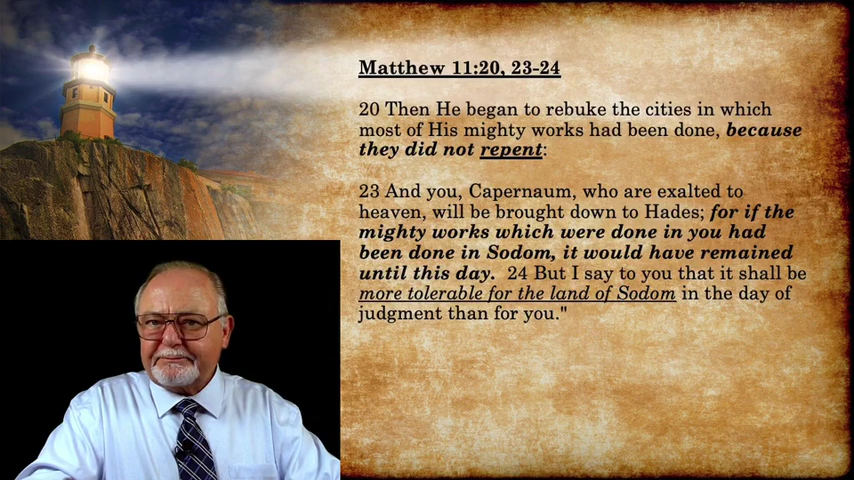 Matthew 11:20, 23-24
20 Then He began to rebuke the cities in which
most of His mighty works had been done, because
they did not repent:
23 And you, Capernaum, who are exalted to
heaven, will be brought down to Hades; for if the
mighty works which were done in you had
been done in Sodom, it would have remained
until this day.  24 But I say to you that it shall be
more tolerable for the land of Sodom in the day of
judgment than for you."